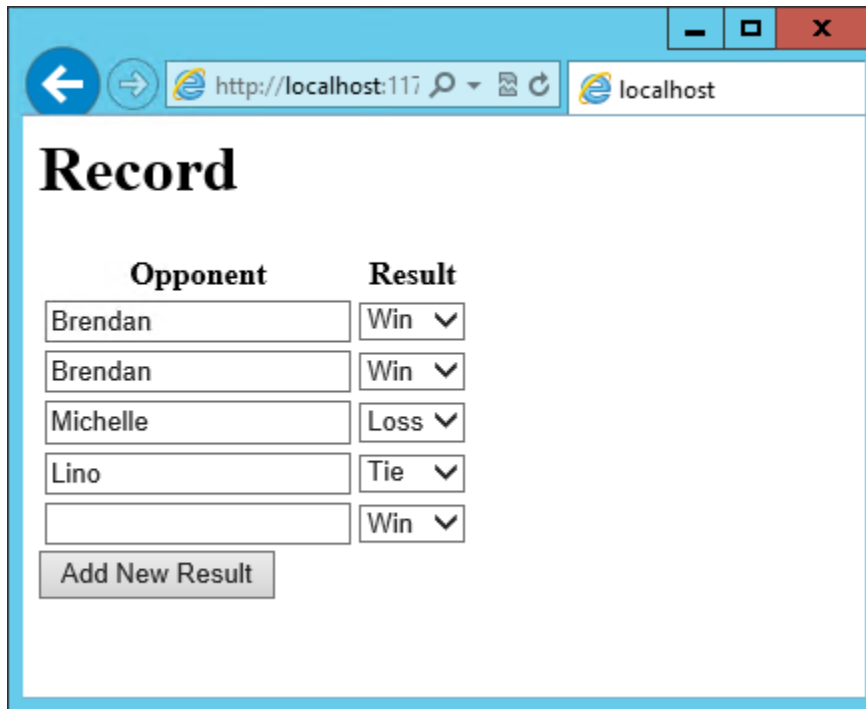 http://localhost:117
localhost
Record
Opponent Result
Brendan Win
Brendan Win
Michelle Loss
Lino Tie
Win
Add New Result